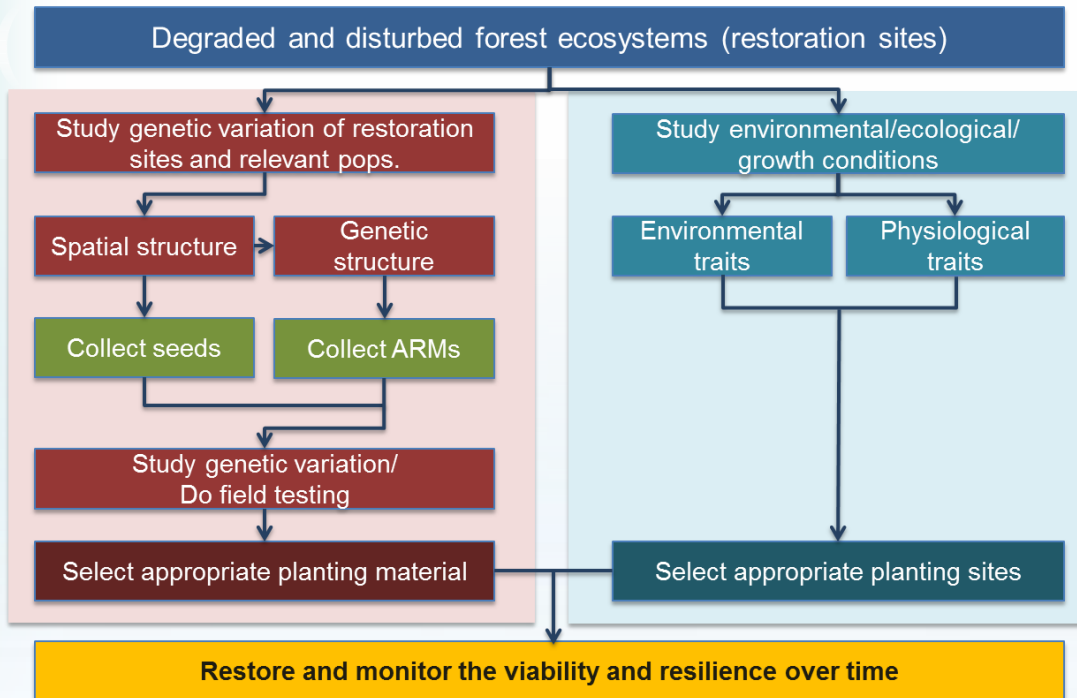 Degraded and disturbed forest ecosystems (restoration sites)
Study genetic variation of restoration
sites and relevant pops.
Study environmental/ecological/
growth conditions
Spatial structure
Genetic
structure
Environmental
traits
Physiological
traits
Collect seeds
Collect ARMs
Study genetic variation/
Do field testing
Select appropriate planting material
Select appropriate planting sites
Restore and monitor the viability and resilience over time